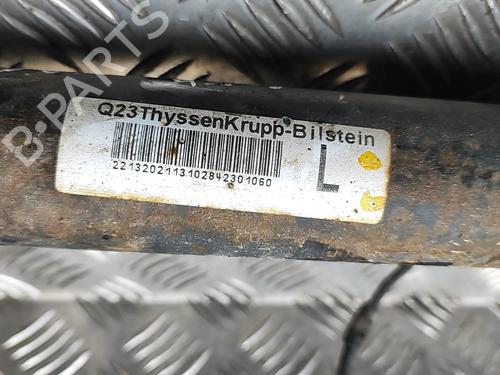 B-PARTS
Q23ThyssenKrupp-Bilstein
2213202113102842301060
L